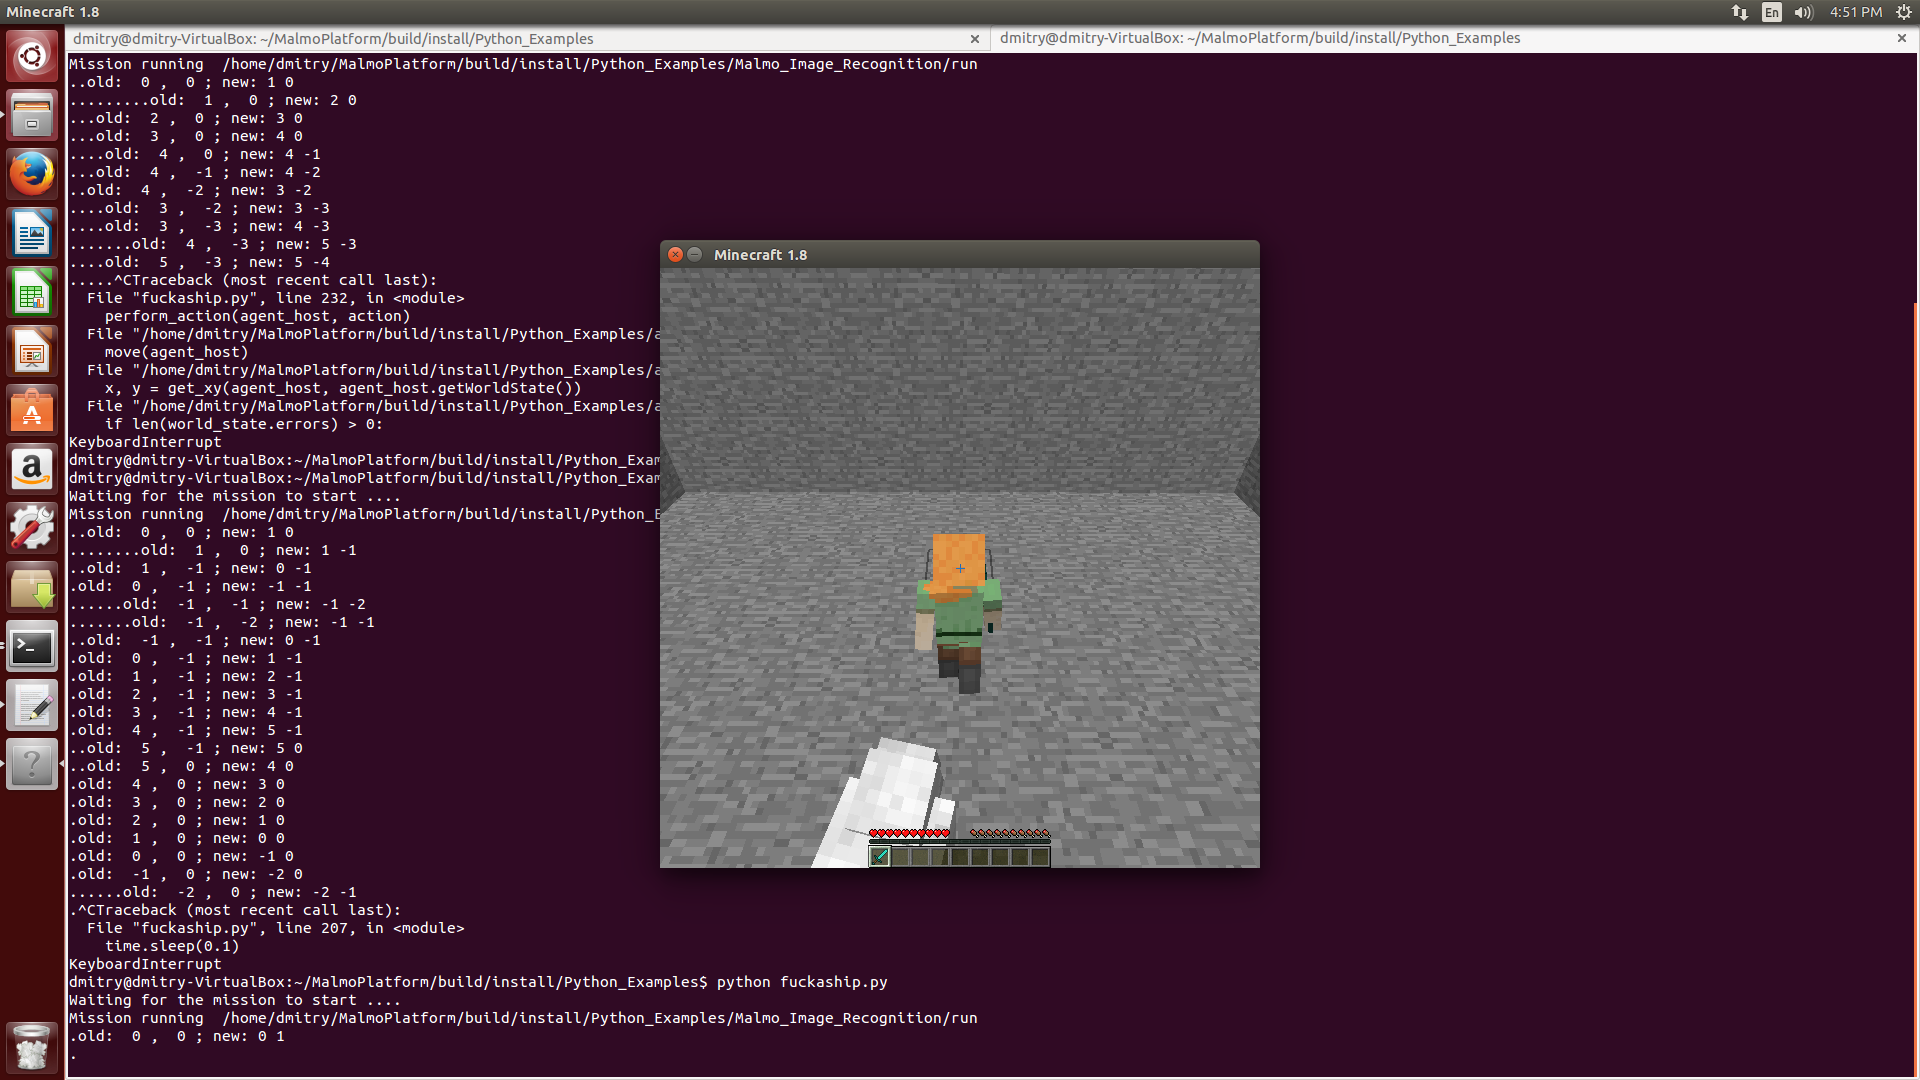 Minecraft 1.8
En
4:51 PM
dmitry@dmitry-VirtualBox: ~/MalmoPlatform/build/install/Python_Examples
dmitry@dmitry-VirtualBox: ~/MalmoPlatform/build/install/Python_Examples
Mission running  /home/dmitry/MalmoPlatform/build/install/Python_Examples/Malmo_Image_Recognition/run
..old:  0 ,  0 ; new: 1 0
.........old:  1 ,  0 ; new: 2 0
...old:  2 ,  0 ; new: 3 0
...old:  3 ,  0 ; new: 4 0
....old:  4 ,  0 ; new: 4 -1
...old:  4 ,  -1 ; new: 4 -2
..old:  4 ,  -2 ; new: 3 -2
....old:  3 ,  -2 ; new: 3 -3
....old:  3 ,  -3 ; new: 4 -3
.......old:  4 ,  -3 ; new: 5 -3
....old:  5 ,  -3 ; new: 5 -4
.....^CTraceback (most recent call last):
  File "fuckaship.py", line 232, in <module>
    perform_action(agent_host, action)
  File "/home/dmitry/MalmoPlatform/build/install/Python_Examples/a
    move(agent_host)
  File "/home/dmitry/MalmoPlatform/build/install/Python_Examples/a
    x, y = get_xy(agent_host, agent_host.getWorldState())
  File "/home/dmitry/MalmoPlatform/build/install/Python_Examples/a
    if len(world_state.errors) > 0:
KeyboardInterrupt
dmitry@dmitry-VirtualBox:~/MalmoPlatform/build/install/Python_Exam
dmitry@dmitry-VirtualBox:~/MalmoPlatform/build/install/Python_Exam
Waiting for the mission to start ....
Mission running  /home/dmitry/MalmoPlatform/build/install/Python_E
..old:  0 ,  0 ; new: 1 0
........old:  1 ,  0 ; new: 1 -1
..old:  1 ,  -1 ; new: 0 -1
.old:  0 ,  -1 ; new: -1 -1
......old:  -1 ,  -1 ; new: -1 -2
.......old:  -1 ,  -2 ; new: -1 -1
..old:  -1 ,  -1 ; new: 0 -1
.old:  0 ,  -1 ; new: 1 -1
.old:  1 ,  -1 ; new: 2 -1
.old:  2 ,  -1 ; new: 3 -1
.old:  3 ,  -1 ; new: 4 -1
.old:  4 ,  -1 ; new: 5 -1
..old:  5 ,  -1 ; new: 5 0
..old:  5 ,  0 ; new: 4 0
.old:  4 ,  0 ; new: 3 0
.old:  3 ,  0 ; new: 2 0
.old:  2 ,  0 ; new: 1 0
.old:  1 ,  0 ; new: 0 0
.old:  0 ,  0 ; new: -1 0
.old:  -1 ,  0 ; new: -2 0
......old:  -2 ,  0 ; new: -2 -1
.^CTraceback (most recent call last):
  File "fuckaship.py", line 207, in <module>
    time.sleep(0.1)
KeyboardInterrupt
dmitry@dmitry-VirtualBox:~/MalmoPlatform/build/install/Python_Examples$ python fuckaship.py
Waiting for the mission to start ....
Mission running  /home/dmitry/MalmoPlatform/build/install/Python_Examples/Malmo_Image_Recognition/run
.old:  0 ,  0 ; new: 0 1
.
Minecraft 1.8